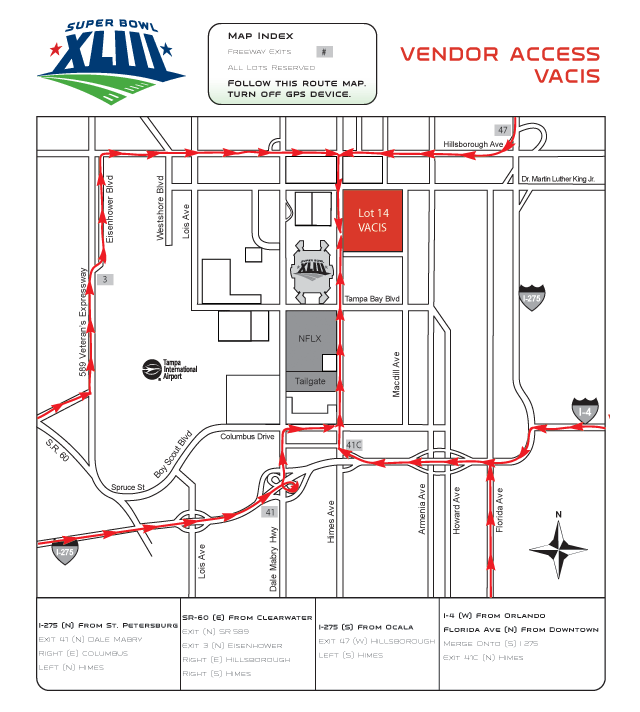 SUPER BOWL
XLIII
MAP INDEX
FREEWAY EXITS #
ALL LOTS RESERVED
FOLLOW THIS ROUTE MAP.
TURN OFF GPS DEVICE.
VENDOR ACCESS
VACIS
47
Hillsborough Ave
Dr. Martin Luther King Jr.
Eisenhower Blvd
Westshore Blvd
Lois Ave
Lot 14
VACIS
SUPER BOWL
XLIII
3
589 Veteran's Expressway
I-275
Tampa Bay Blvd
NFLX
Tampa
International
Airport
Tailgate
Macdill Ave
I-4
S.R. 60
Boy Scout Blvd
Columbus Drive
41C
Spruce St
41
I-275
Lois Ave
Dale Mabry Hwy
Himes Ave
Armenia Ave
Howard Ave
Florida Ave
N
I-275 (N) FROM ST. PETERSBURG
EXIT 41 (N) DALE MABRY
RIGHT (E) COLUMBUS
LEFT (N) HIMES
SR-60 (E) FROM CLEARWATER
EXIT (N) SR 589
EXIT 3 (N) EISENHOWER
RIGHT (E) HILLSBOROUGH
RIGHT (S) HIMES
I-275 (S) FROM OCALA
EXIT 47 (W) HILLSBOROUGH
LEFT (S) HIMES
I-4 (W) FROM ORLANDO
FLORIDA AVE (N) FROM DOWNTOWN
MERGE ONTO (S) I 275
EXIT 41C (N) HIMES